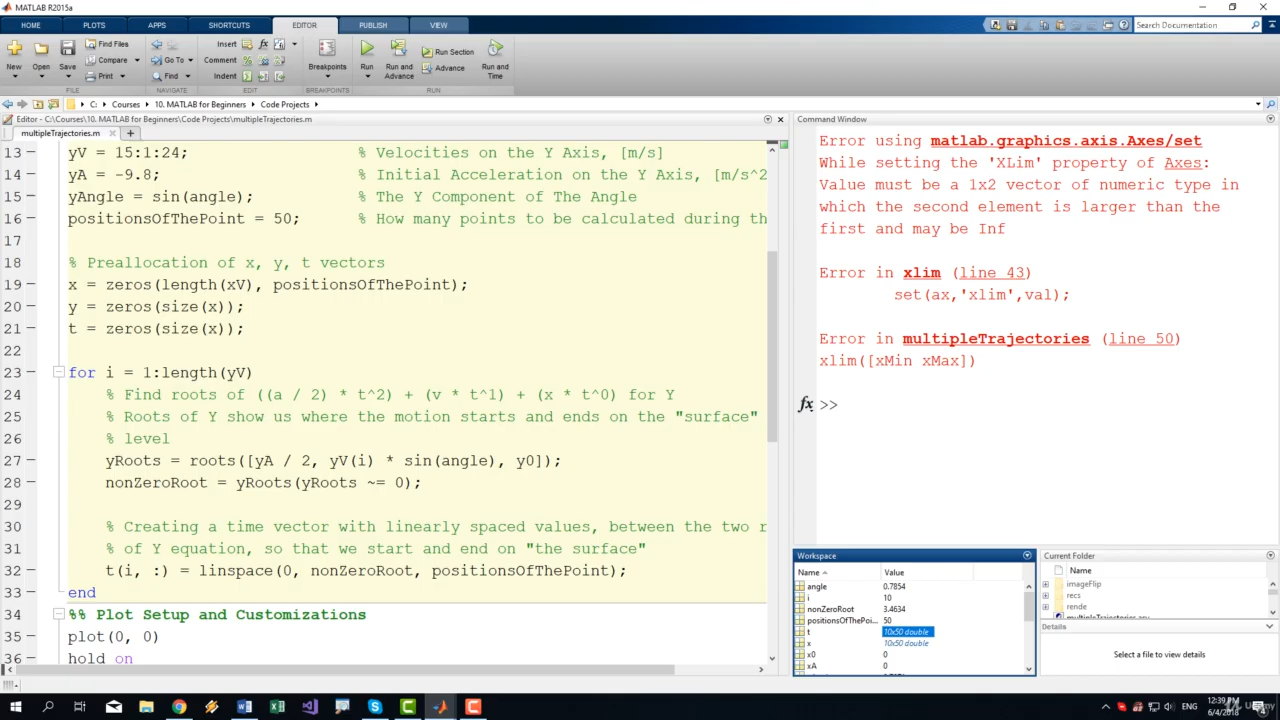 MATLAB R2015a
HOME PLOTS APPS SHORTCUTS EDITOR PUBLISH VIEW Search Documentation
New Open Save Find Files Compare Print Go To Find Insert Comment Indent Breakpoints Run Run and Advance Run Section Advance Run and Time
FILE NAVIGATE EDIT BREAKPOINTS RUN
C: Courses 10. MATLAB for Beginners Code Projects
Editor - C:\Courses\10. MATLAB for Beginners\Code Projects\multipleTrajectories.m
multipleTrajectories.m
13 yV = 15:1:24; % Velocities on the Y Axis, [m/s]
14 yA = -9.8; % Initial Acceleration on the Y Axis, [m/s^2
15 yAngle = sin(angle); % The Y Component of The Angle
16 positionsOfThePoint = 50; % How many points to be calculated during th
17
18 % Preallocation of x, y, t vectors
19 x = zeros(length(xV), positionsOfThePoint);
20 y = zeros(size(x));
21 t = zeros(size(x));
22
23 for i = 1:length(yV)
24 % Find roots of ((a / 2) * t^2) + (v * t^1) + (x * t^0) for Y
25 % Roots of Y show us where the motion starts and ends on the "surface"
26 % level
27 yRoots = roots([yA / 2, yV(i) * sin(angle), y0]);
28 nonZeroRoot = yRoots(yRoots ~= 0);
29
30 % Creating a time vector with linearly spaced values, between the two r
31 % of Y equation, so that we start and end on "the surface"
32 t(i, :) = linspace(0, nonZeroRoot, positionsOfThePoint);
33 end
34 %% Plot Setup and Customizations
35 plot(0, 0)
36 hold on
Command Window
Error using matlab.graphics.axis.Axes/set
While setting the 'XLim' property of Axes:
Value must be a 1x2 vector of numeric type in
which the second element is larger than the
first and may be Inf
Error in xlim (line 43)
set(ax,'xlim',val);
Error in multipleTrajectories (line 50)
xlim([xMin xMax])
fx >>
Workspace
Name Value
angle 0.7854
i 10
nonZeroRoot 3.4634
positionsOfThePoi... 50
t 10x50 double
x 10x50 double
x0 0
xA 0
Current Folder
Name
imageFlip
recs
rende
Details
Select a file to view details
ENG
12:39 PM
6/4/2018
Udemy